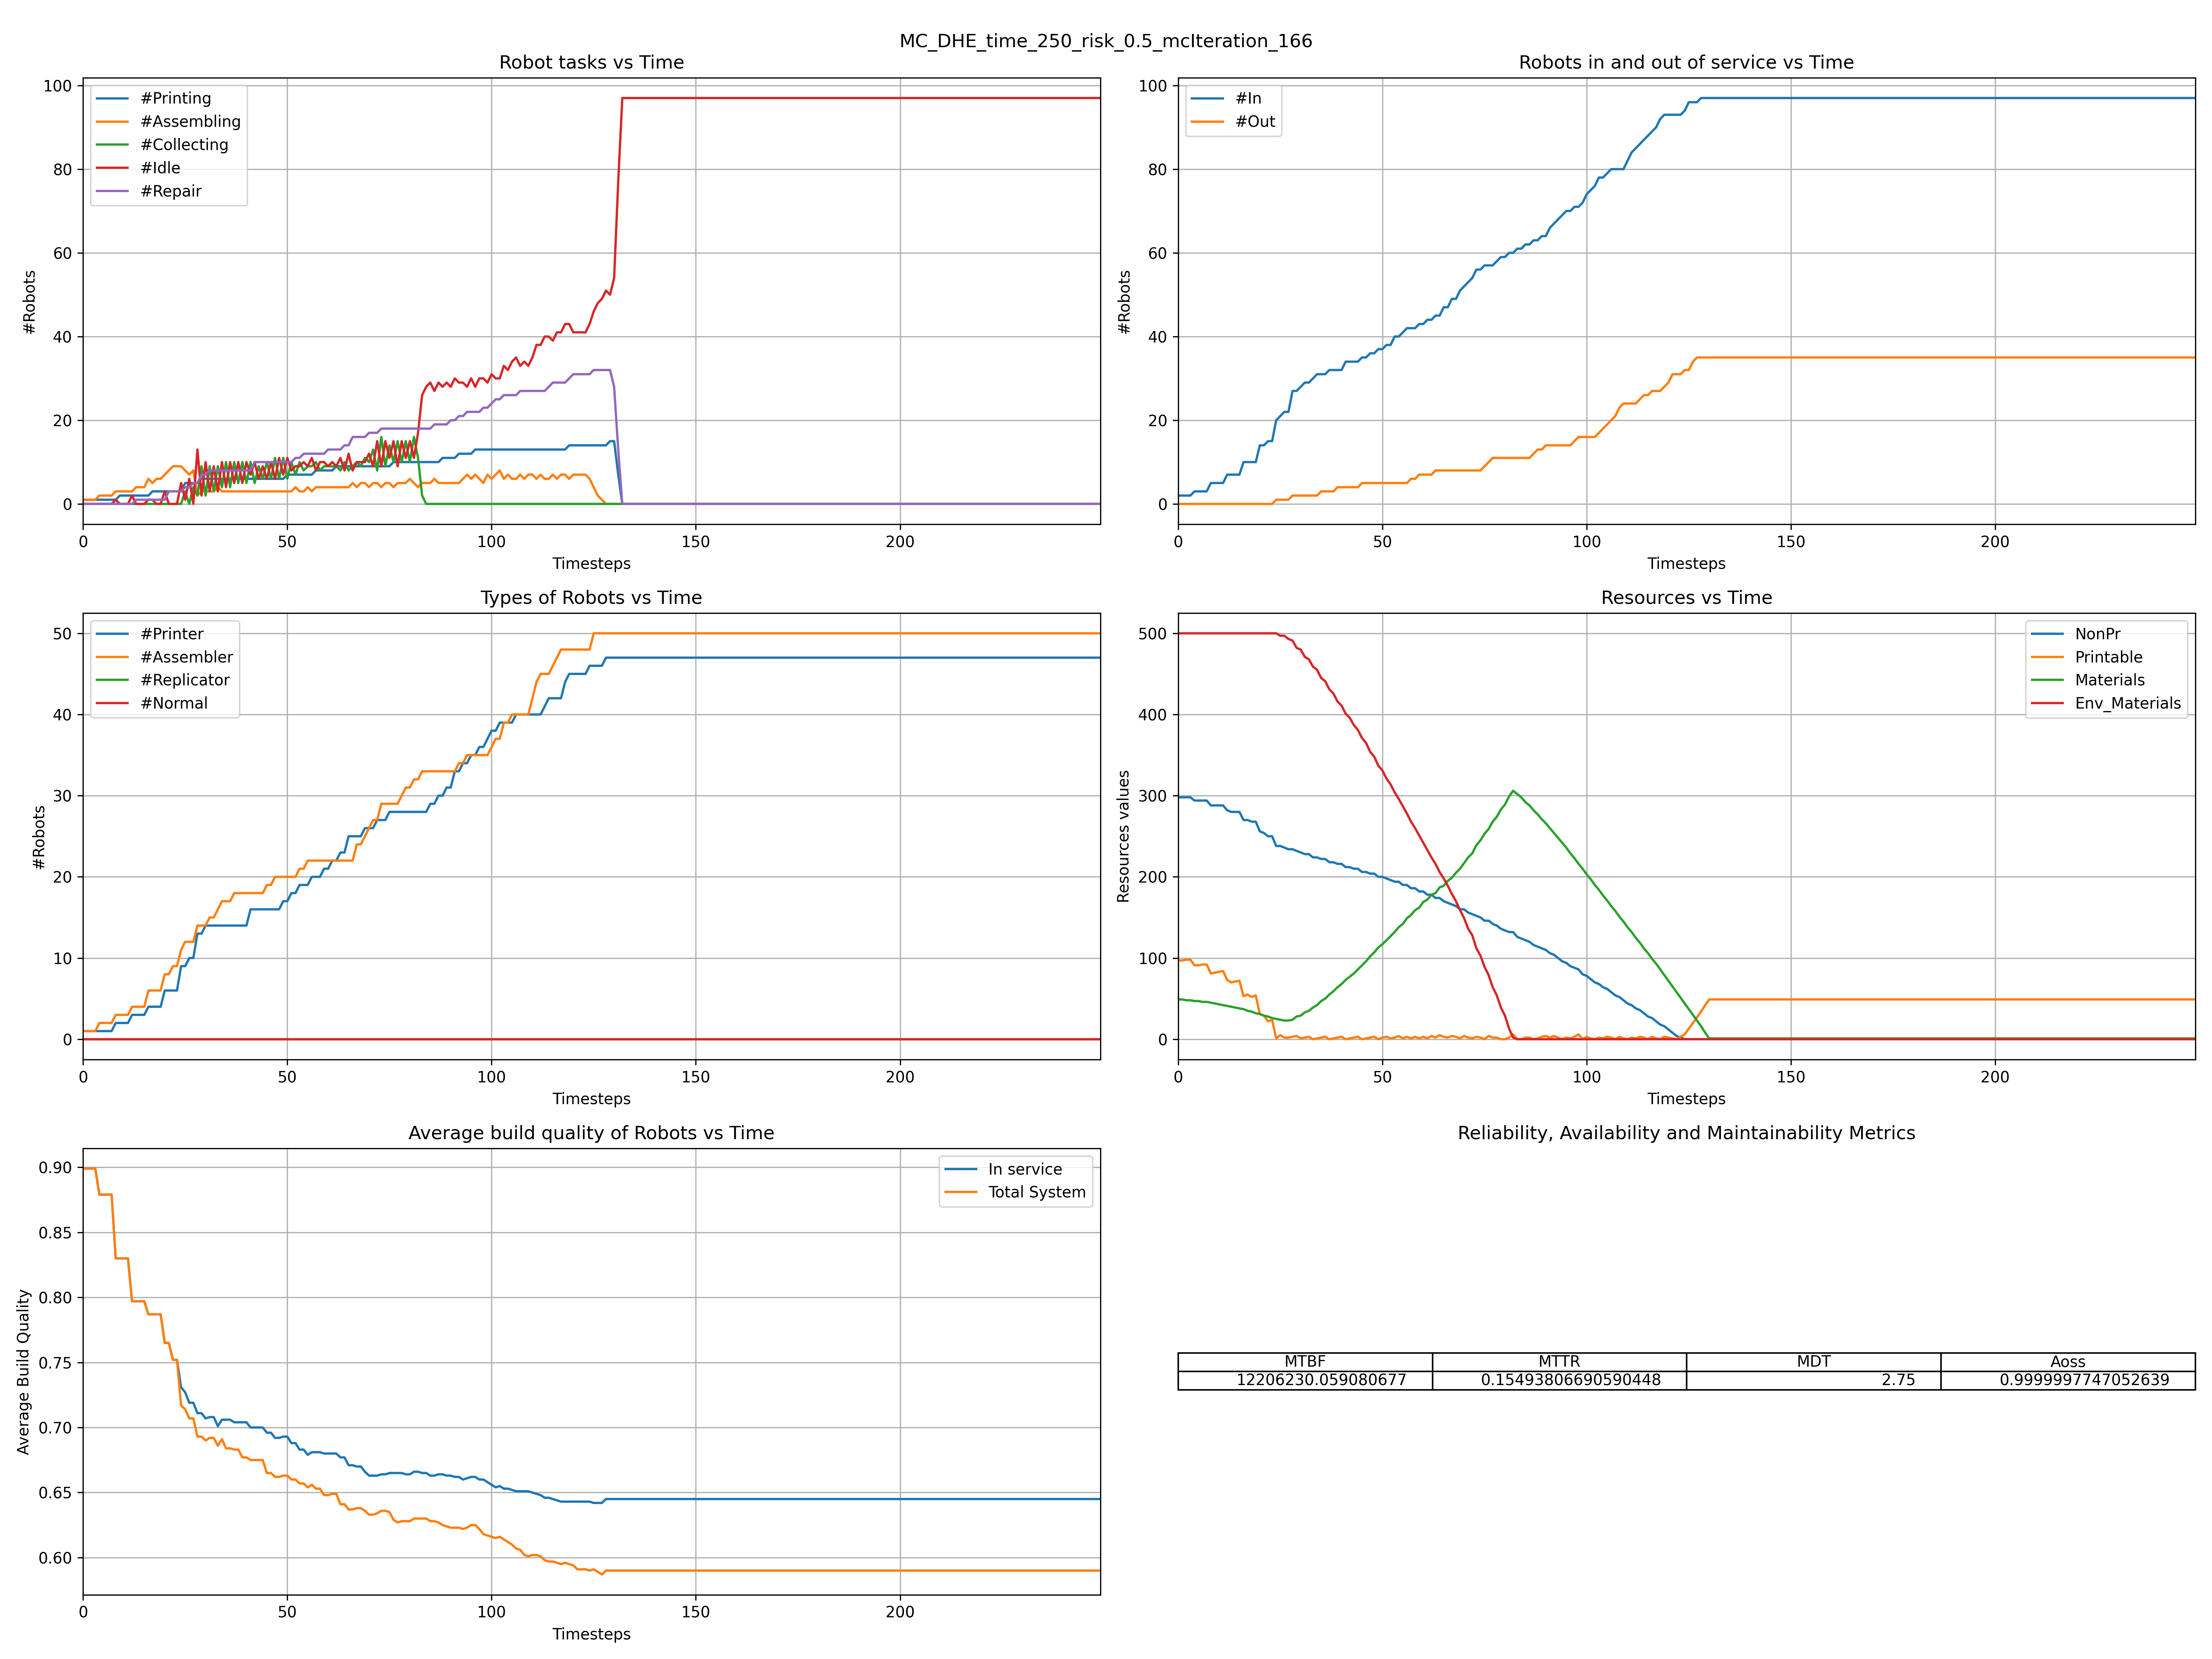 MC_DHE_time_250_risk_0.5_mcIteration_166
Robot tasks vs Time
100
80
60
40
20
0
#Robots
#Printing
#Assembling
#Collecting
#Idle
#Repair
0 50 100 150 200
Timesteps
Robots in and out of service vs Time
100
80
60
40
20
0
#Robots
#In
#Out
0 50 100 150 200
Timesteps
Types of Robots vs Time
50
40
30
20
10
0
#Robots
#Printer
#Assembler
#Replicator
#Normal
0 50 100 150 200
Timesteps
Resources vs Time
500
400
300
200
100
0
Resources values
NonPr
Printable
Materials
Env_Materials
0 50 100 150 200
Timesteps
Average build quality of Robots vs Time
0.90
0.85
0.80
0.75
0.70
0.65
0.60
Average Build Quality
In service
Total System
0 50 100 150 200
Timesteps
Reliability, Availability and Maintainability Metrics
MTBF MTTR MDT Aoss
12206230.059080677 0.15493806690590448 2.75 0.9999997747052639